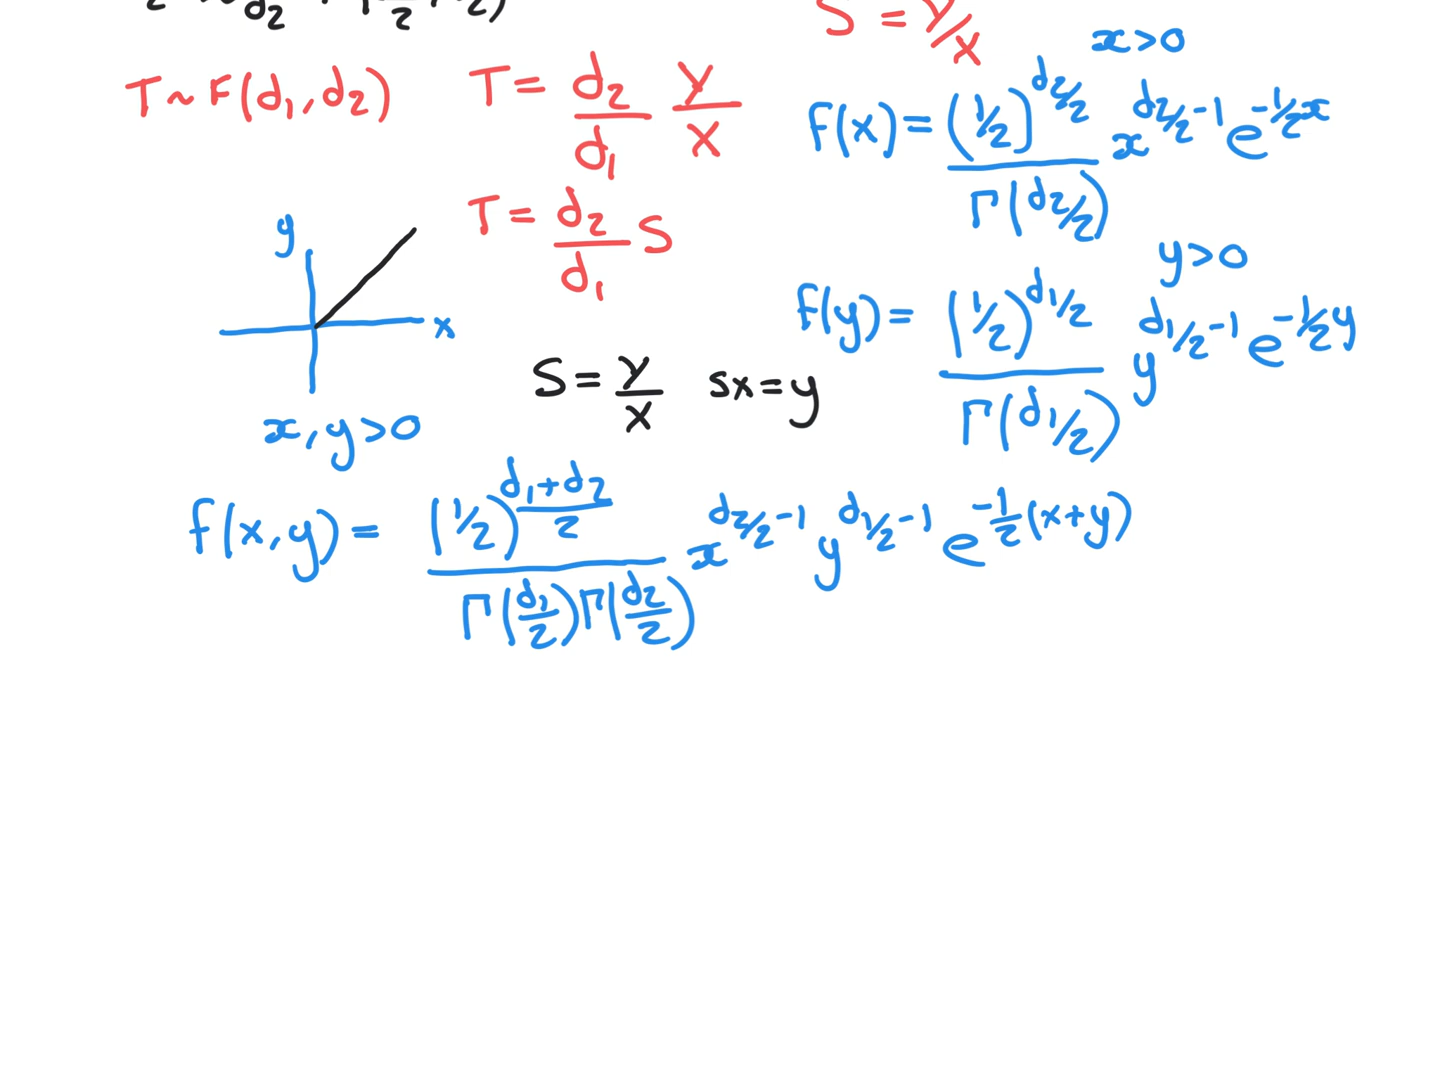 S = Y/X
x>0
T ~ F(d₁, d₂)
T = d₂/d₁ Y/X
f(x) = (½)^(d₂/2) / Γ(d₂/2) x^(d₂/2 -1) e^(-½x)
T = d₂/d₁ S
y
x
x, y > 0
y>0
f(y) = (½)^(d₁/2) / Γ(d₁/2) y^(d₁/2 -1) e^(-½y)
S = Y/X  sx = y
f(x, y) = (½)^((d₁+d₂)/2) / Γ(d₁/2)Γ(d₂/2) x^(d₂/2 -1) y^(d₁/2 -1) e^(-½(x+y))